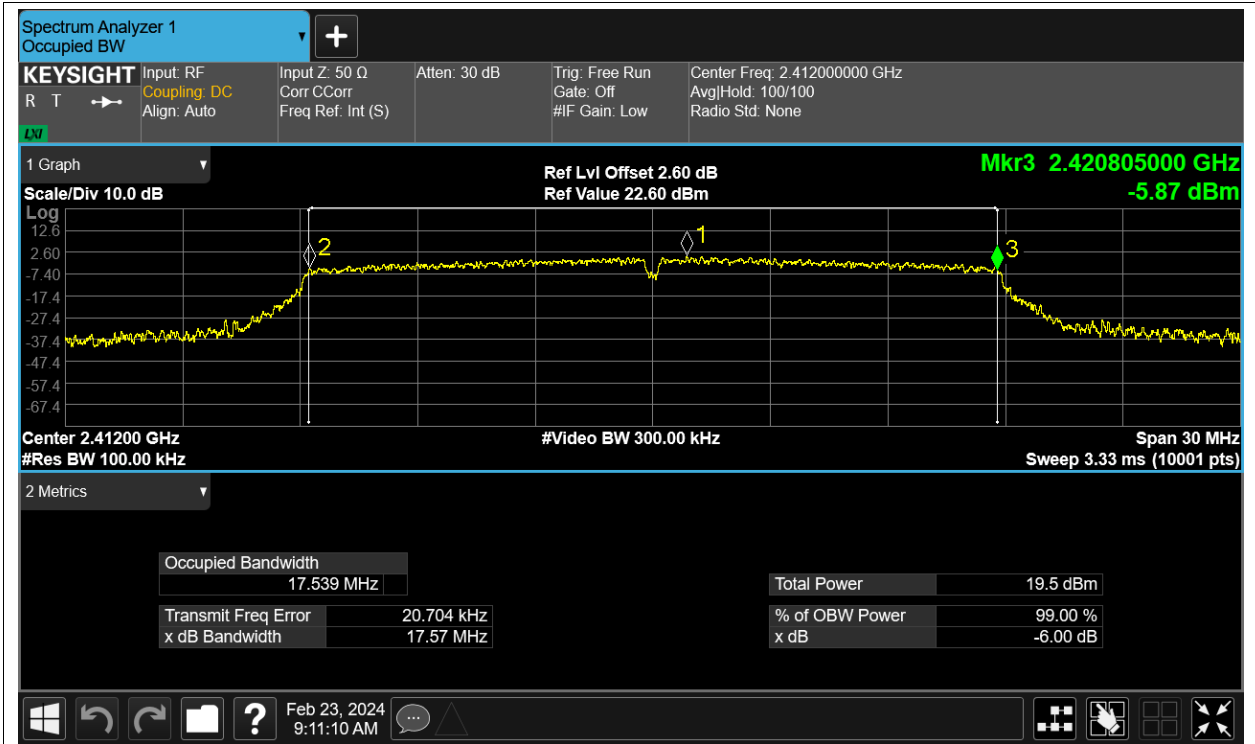 Spectrum Analyzer 1
Occupied BW
KEYSIGHT
R T
LXI
Input: RF
Coupling: DC
Align: Auto
Input Z: 50 Ω
Corr CCorr
Freq Ref: Int (S)
Atten: 30 dB
Trig: Free Run
Gate: Off
#IF Gain: Low
Center Freq: 2.412000000 GHz
Avg|Hold: 100/100
Radio Std: None
1 Graph
Scale/Div 10.0 dB
Ref Lvl Offset 2.60 dB
Ref Value 22.60 dBm
Mkr3 2.420805000 GHz
-5.87 dBm
Log
12.6
2.60
-7.40
-17.4
-27.4
-37.4
-47.4
-57.4
-67.4
2
1
3
Center 2.41200 GHz
#Res BW 100.00 kHz
#Video BW 300.00 kHz
Span 30 MHz
Sweep 3.33 ms (10001 pts)
2 Metrics
Occupied Bandwidth
17.539 MHz
Transmit Freq Error 20.704 kHz
x dB Bandwidth 17.57 MHz
Total Power 19.5 dBm
% of OBW Power 99.00 %
x dB -6.00 dB
?
Feb 23, 2024
9:11:10 AM